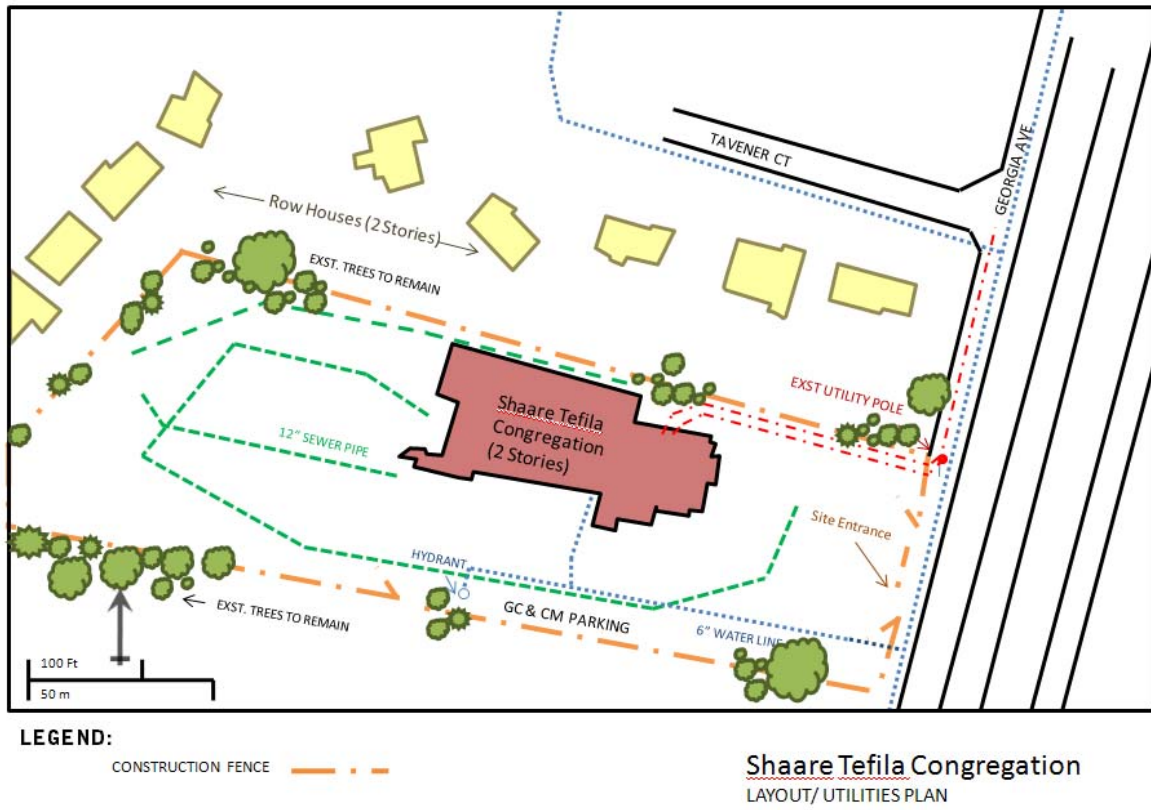 TAVENER CT
GEORGIA AVE
Row Houses (2 Stories)
EXST. TREES TO REMAIN
EXST UTILITY POLE
Shaare Tefila
Congregation
(2 Stories)
12" SEWER PIPE
Site Entrance
HYDRANT
GC & CM PARKING
EXST. TREES TO REMAIN
6" WATER LINE
100 Ft
50 m
LEGEND:
CONSTRUCTION FENCE
Shaare Tefila Congregation
LAYOUT/ UTILITIES PLAN